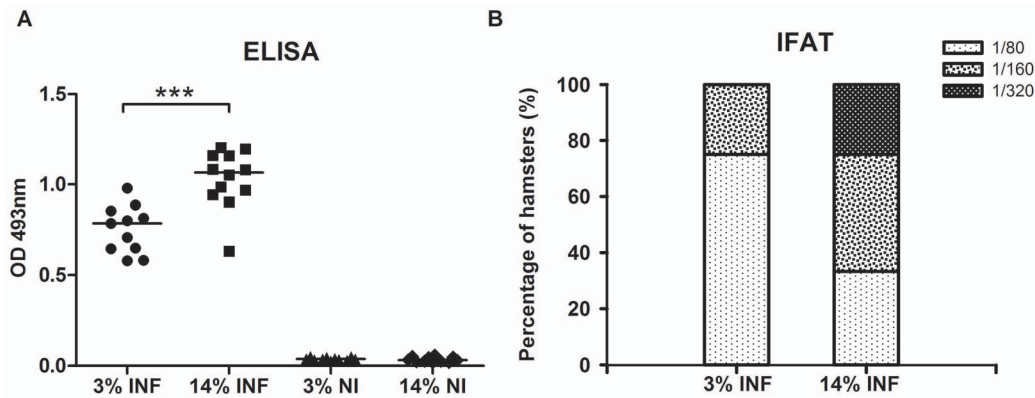 A
ELISA
***
OD 493nm
1.5
1.0
0.5
0.0
3% INF 14% INF 3% NI 14% NI
B
IFAT
1/80
1/160
1/320
Percentage of hamsters (%)
100
80
60
40
20
0
3% INF 14% INF